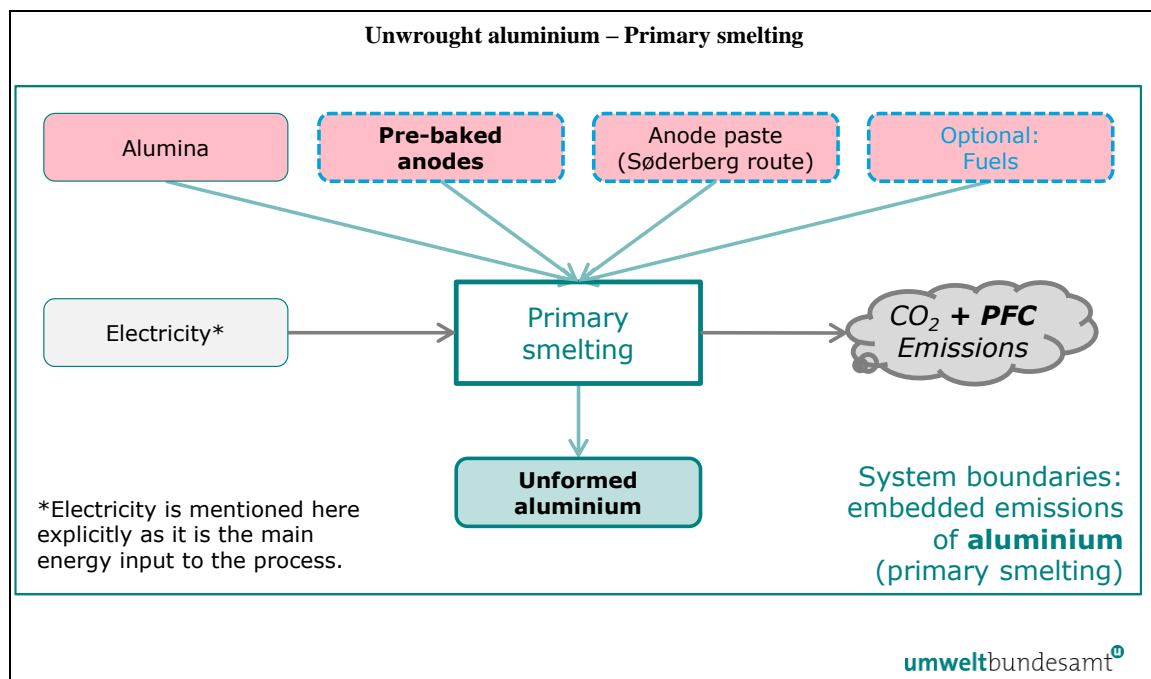 Unwrought aluminium – Primary smelting
Alumina
Pre-baked
anodes
Anode paste
(Søderberg route)
Optional:
Fuels
Electricity*
Primary
smelting
CO₂ + PFC
Emissions
Unformed
aluminium
*Electricity is mentioned here
explicitly as it is the main
energy input to the process.
System boundaries:
embedded emissions
of aluminium
(primary smelting)
umweltbundesamt